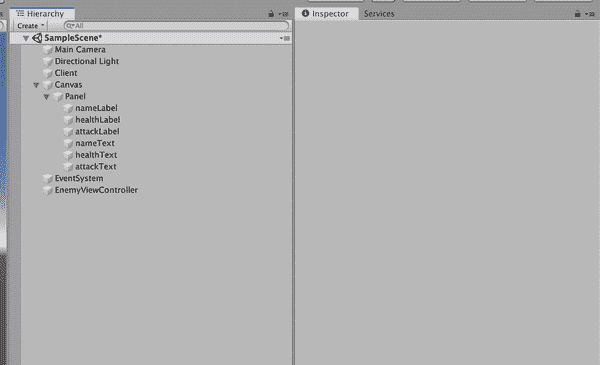 Hierarchy
Inspector
Services
Create
All
SampleScene*
Main Camera
Directional Light
Client
Canvas
Panel
nameLabel
healthLabel
attackLabel
nameText
healthText
attackText
EventSystem
EnemyViewController